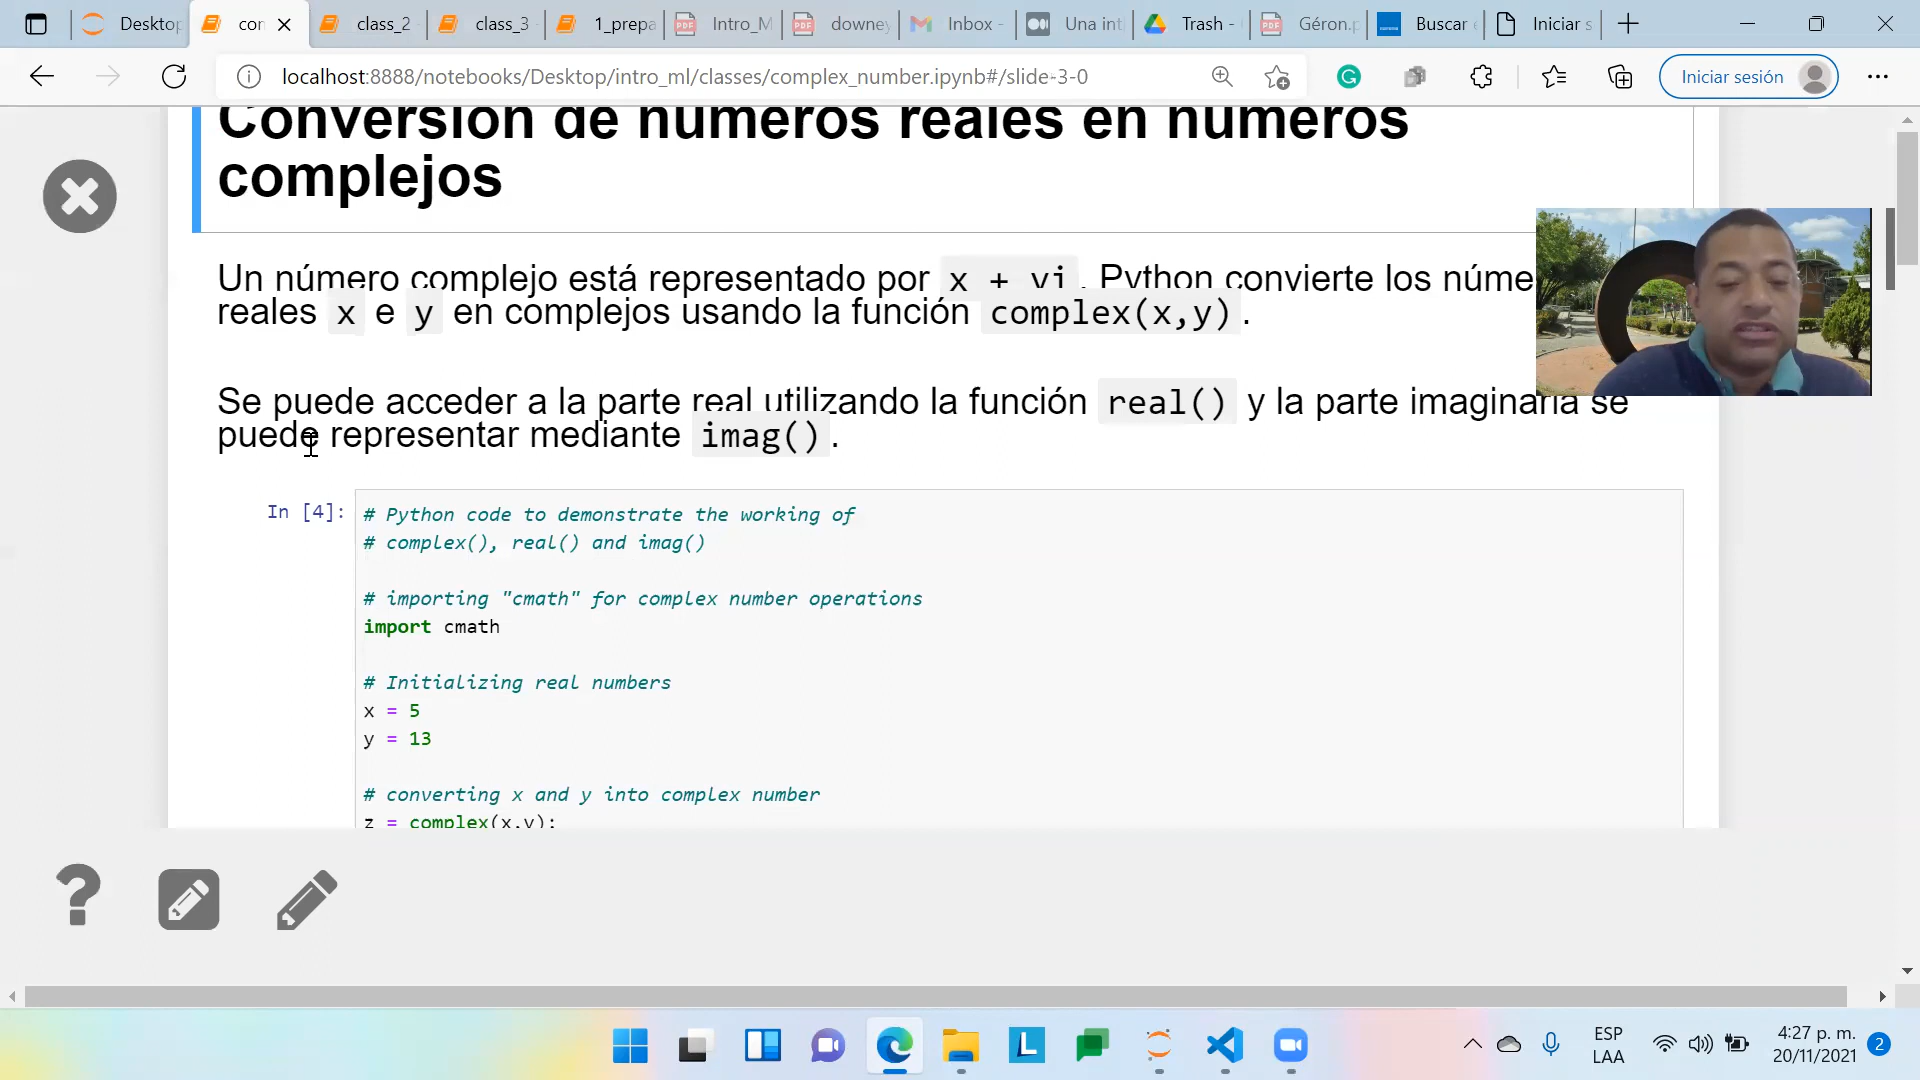 Desktop
con
class_2
class_3
1_prepa
Intro_M
downey
Inbox -
Una int
Trash -
Géron.p
Buscar
Iniciar s
localhost:8888/notebooks/Desktop/intro_ml/classes/complex_number.ipynb#/slide-3-0
Iniciar sesión
Conversión de números reales en números
complejos
Un número complejo está representado por x + yi . Python convierte los núme
reales x e y en complejos usando la función complex(x,y) .
Se puede acceder a la parte real utilizando la función real() y la parte imaginaria se
puede representar mediante imag() .
In [4]:
# Python code to demonstrate the working of
# complex(), real() and imag()
# importing "cmath" for complex number operations
import cmath
# Initializing real numbers
x = 5
y = 13
# converting x and y into complex number
z = complex(x,y);
ESP
LAA
4:27 p. m.
20/11/2021
2